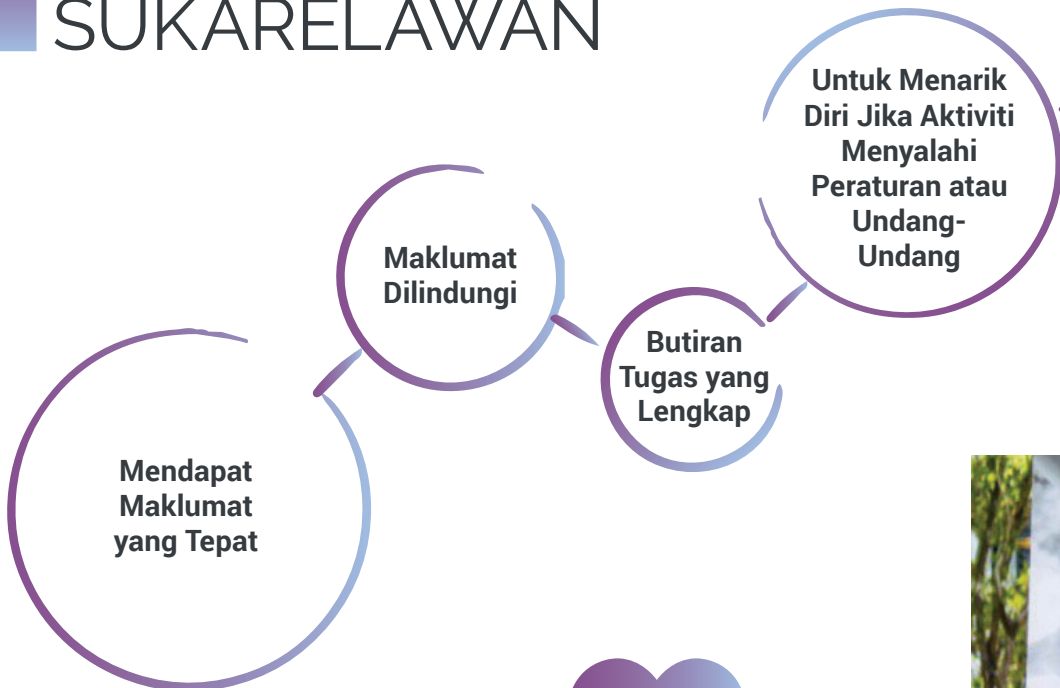 SUKARELAWAN
Mendapat
Maklumat
yang Tepat
Maklumat
Dilindungi
Butiran
Tugas yang
Lengkap
Untuk Menarik
Diri Jika Aktiviti
Menyalahi
Peraturan atau
Undang-
Undang